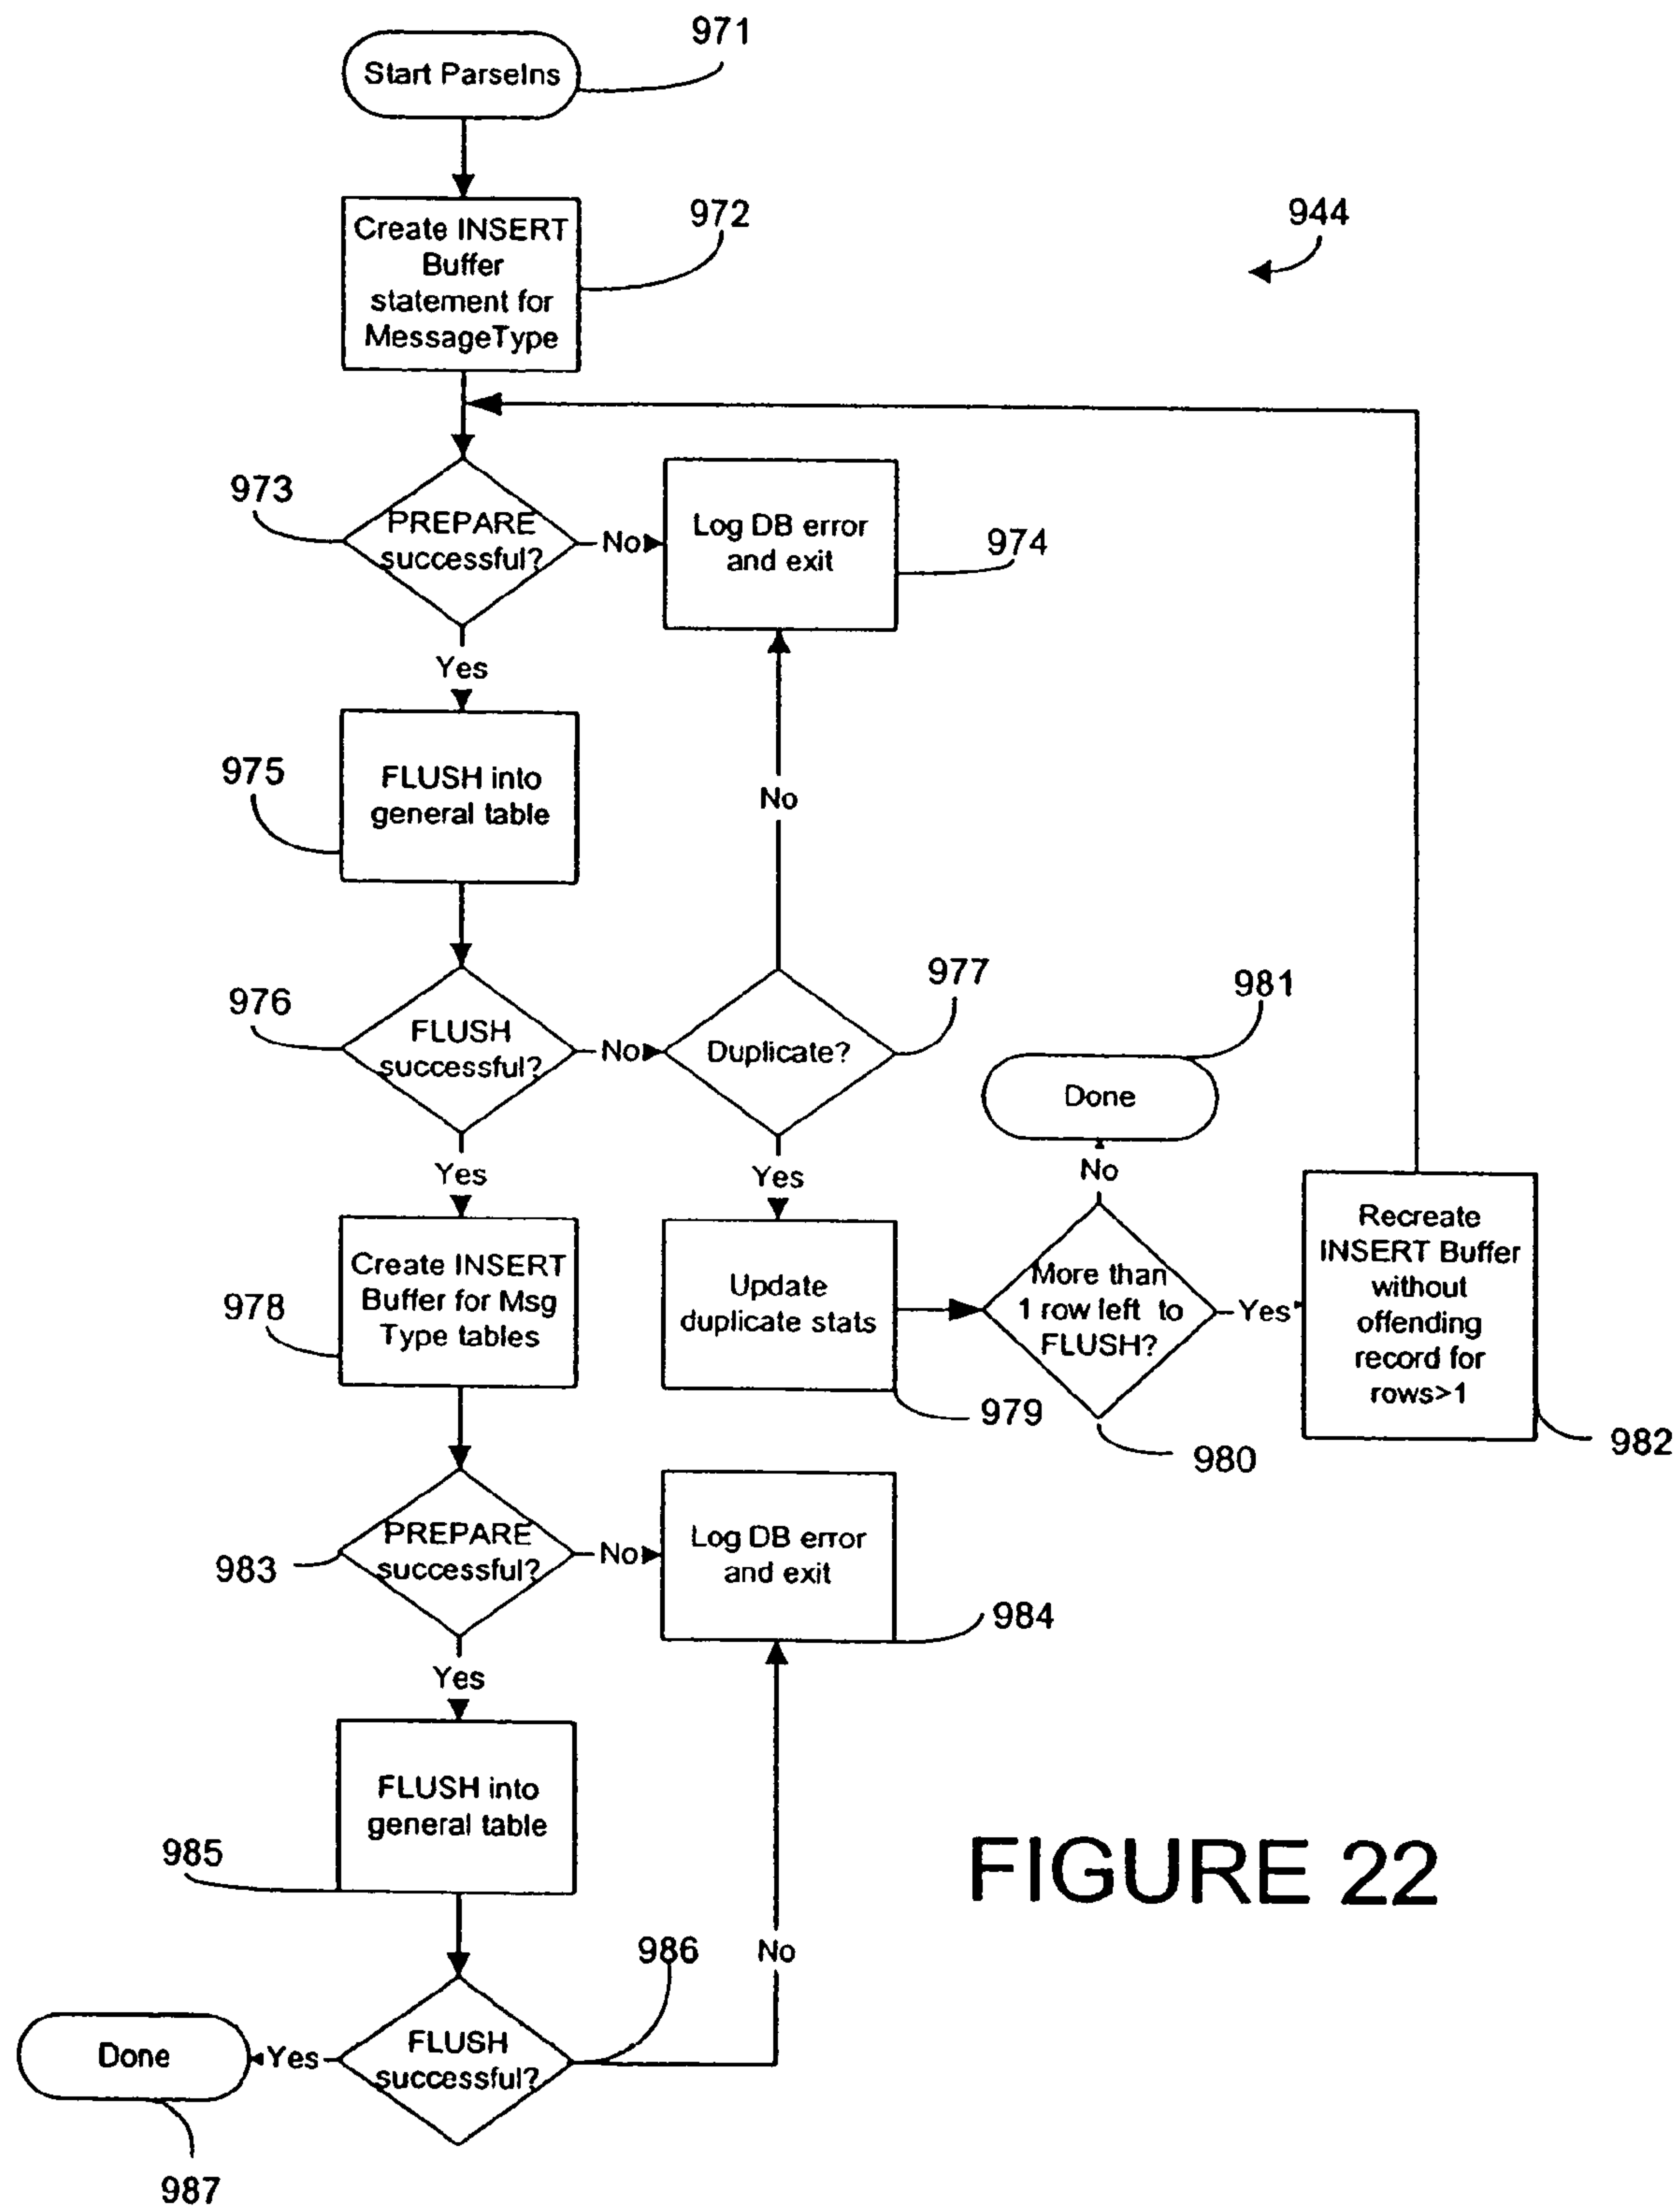 971
Start ParseIns
972
944
Create INSERT
Buffer
statement for
MessageType
973
PREPARE
successful?
No
Log DB error
and exit
974
Yes
975
FLUSH into
general table
No
976
FLUSH
successful?
No
Duplicate?
977
981
Done
Yes
Yes
No
Create INSERT
Buffer for Msg
Type tables
978
Update
duplicate stats
979
More than
1 row left to
FLUSH?
980
Yes
Recreate
INSERT Buffer
without
offending
record for
rows>1
982
983
PREPARE
successful?
No
Log DB error
and exit
984
Yes
FLUSH into
general table
985
FIGURE 22
986
No
FLUSH
successful?
Yes
Done
987